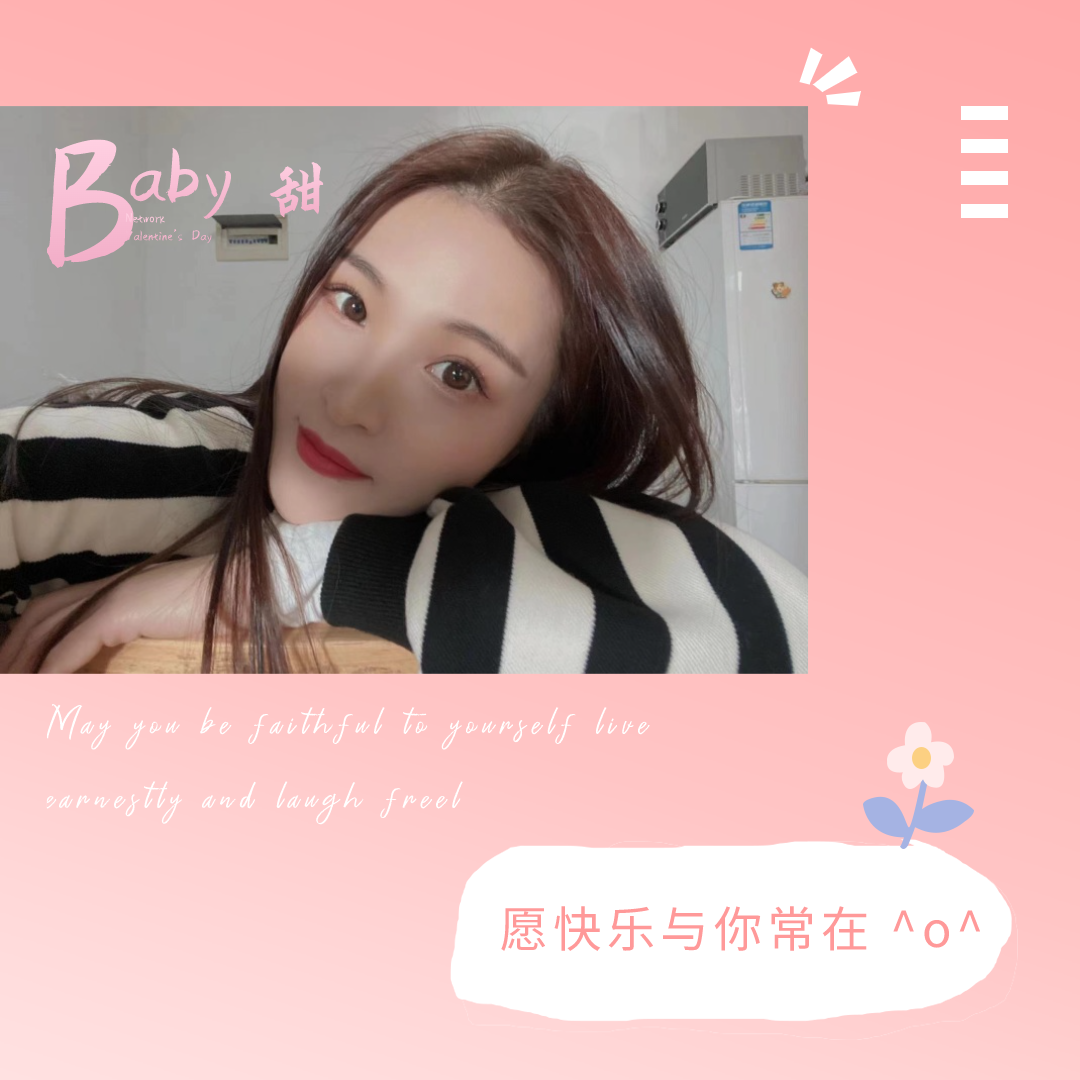 Baby 甜
Network
Valentine's Day
May you be faithful to yourself live
earnestly and laugh freel
愿快乐与你常在 ^o^